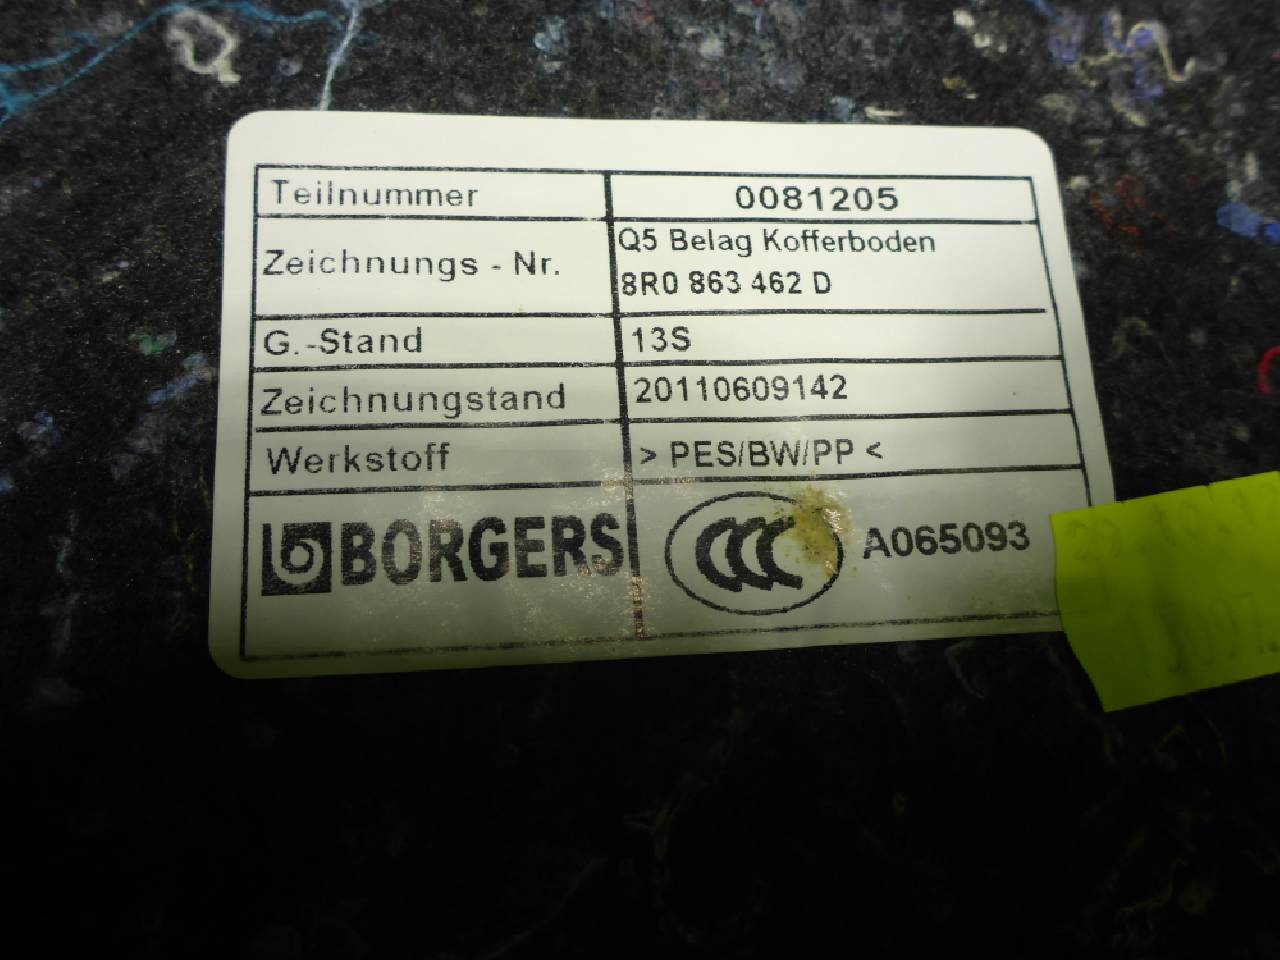 Teilnummer 0081205
Zeichnungs - Nr. Q5 Belag Kofferboden
8R0 863 462 D
G.-Stand 13S
Zeichnungstand 20110609142
Werkstoff > PES/BW/PP <
BORGERS CCC A065093